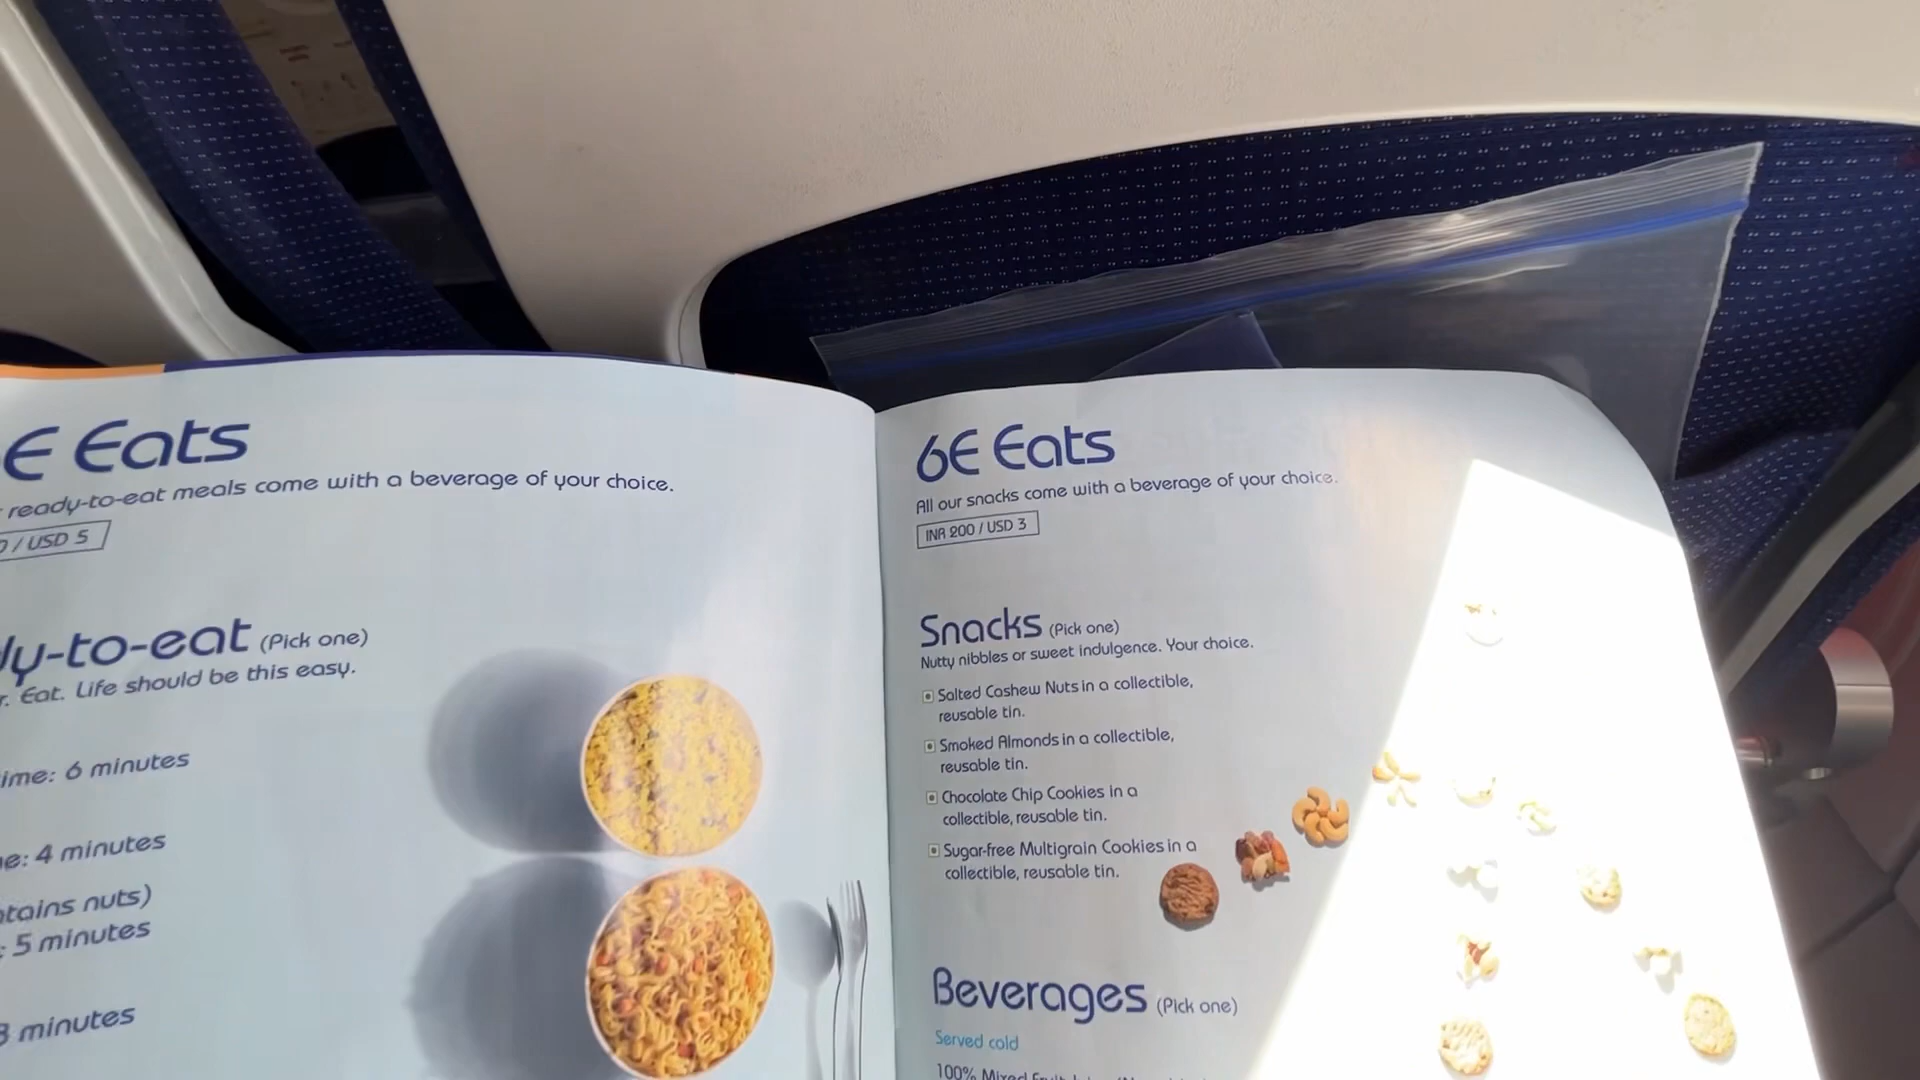 E Eats
ready-to-eat meals come with a beverage of your choice.
/ USD 5
y-to-eat (Pick one)
Eat. Life should be this easy.
6 minutes
4 minutes
nuts)
5 minutes
minutes
6E Eats
All our snacks come with a beverage of your choice.
INR 200 / USD 3
Snacks (Pick one)
Nutty nibbles or sweet indulgence. Your choice.
Salted Cashew Nuts in a collectible,
reusable tin.
Smoked Almonds in a collectible,
reusable tin.
Chocolate Chip Cookies in a
collectible, reusable tin.
Sugar-free Multigrain Cookies in a
collectible, reusable tin.
Beverages (Pick one)
Served cold
100% Mixed